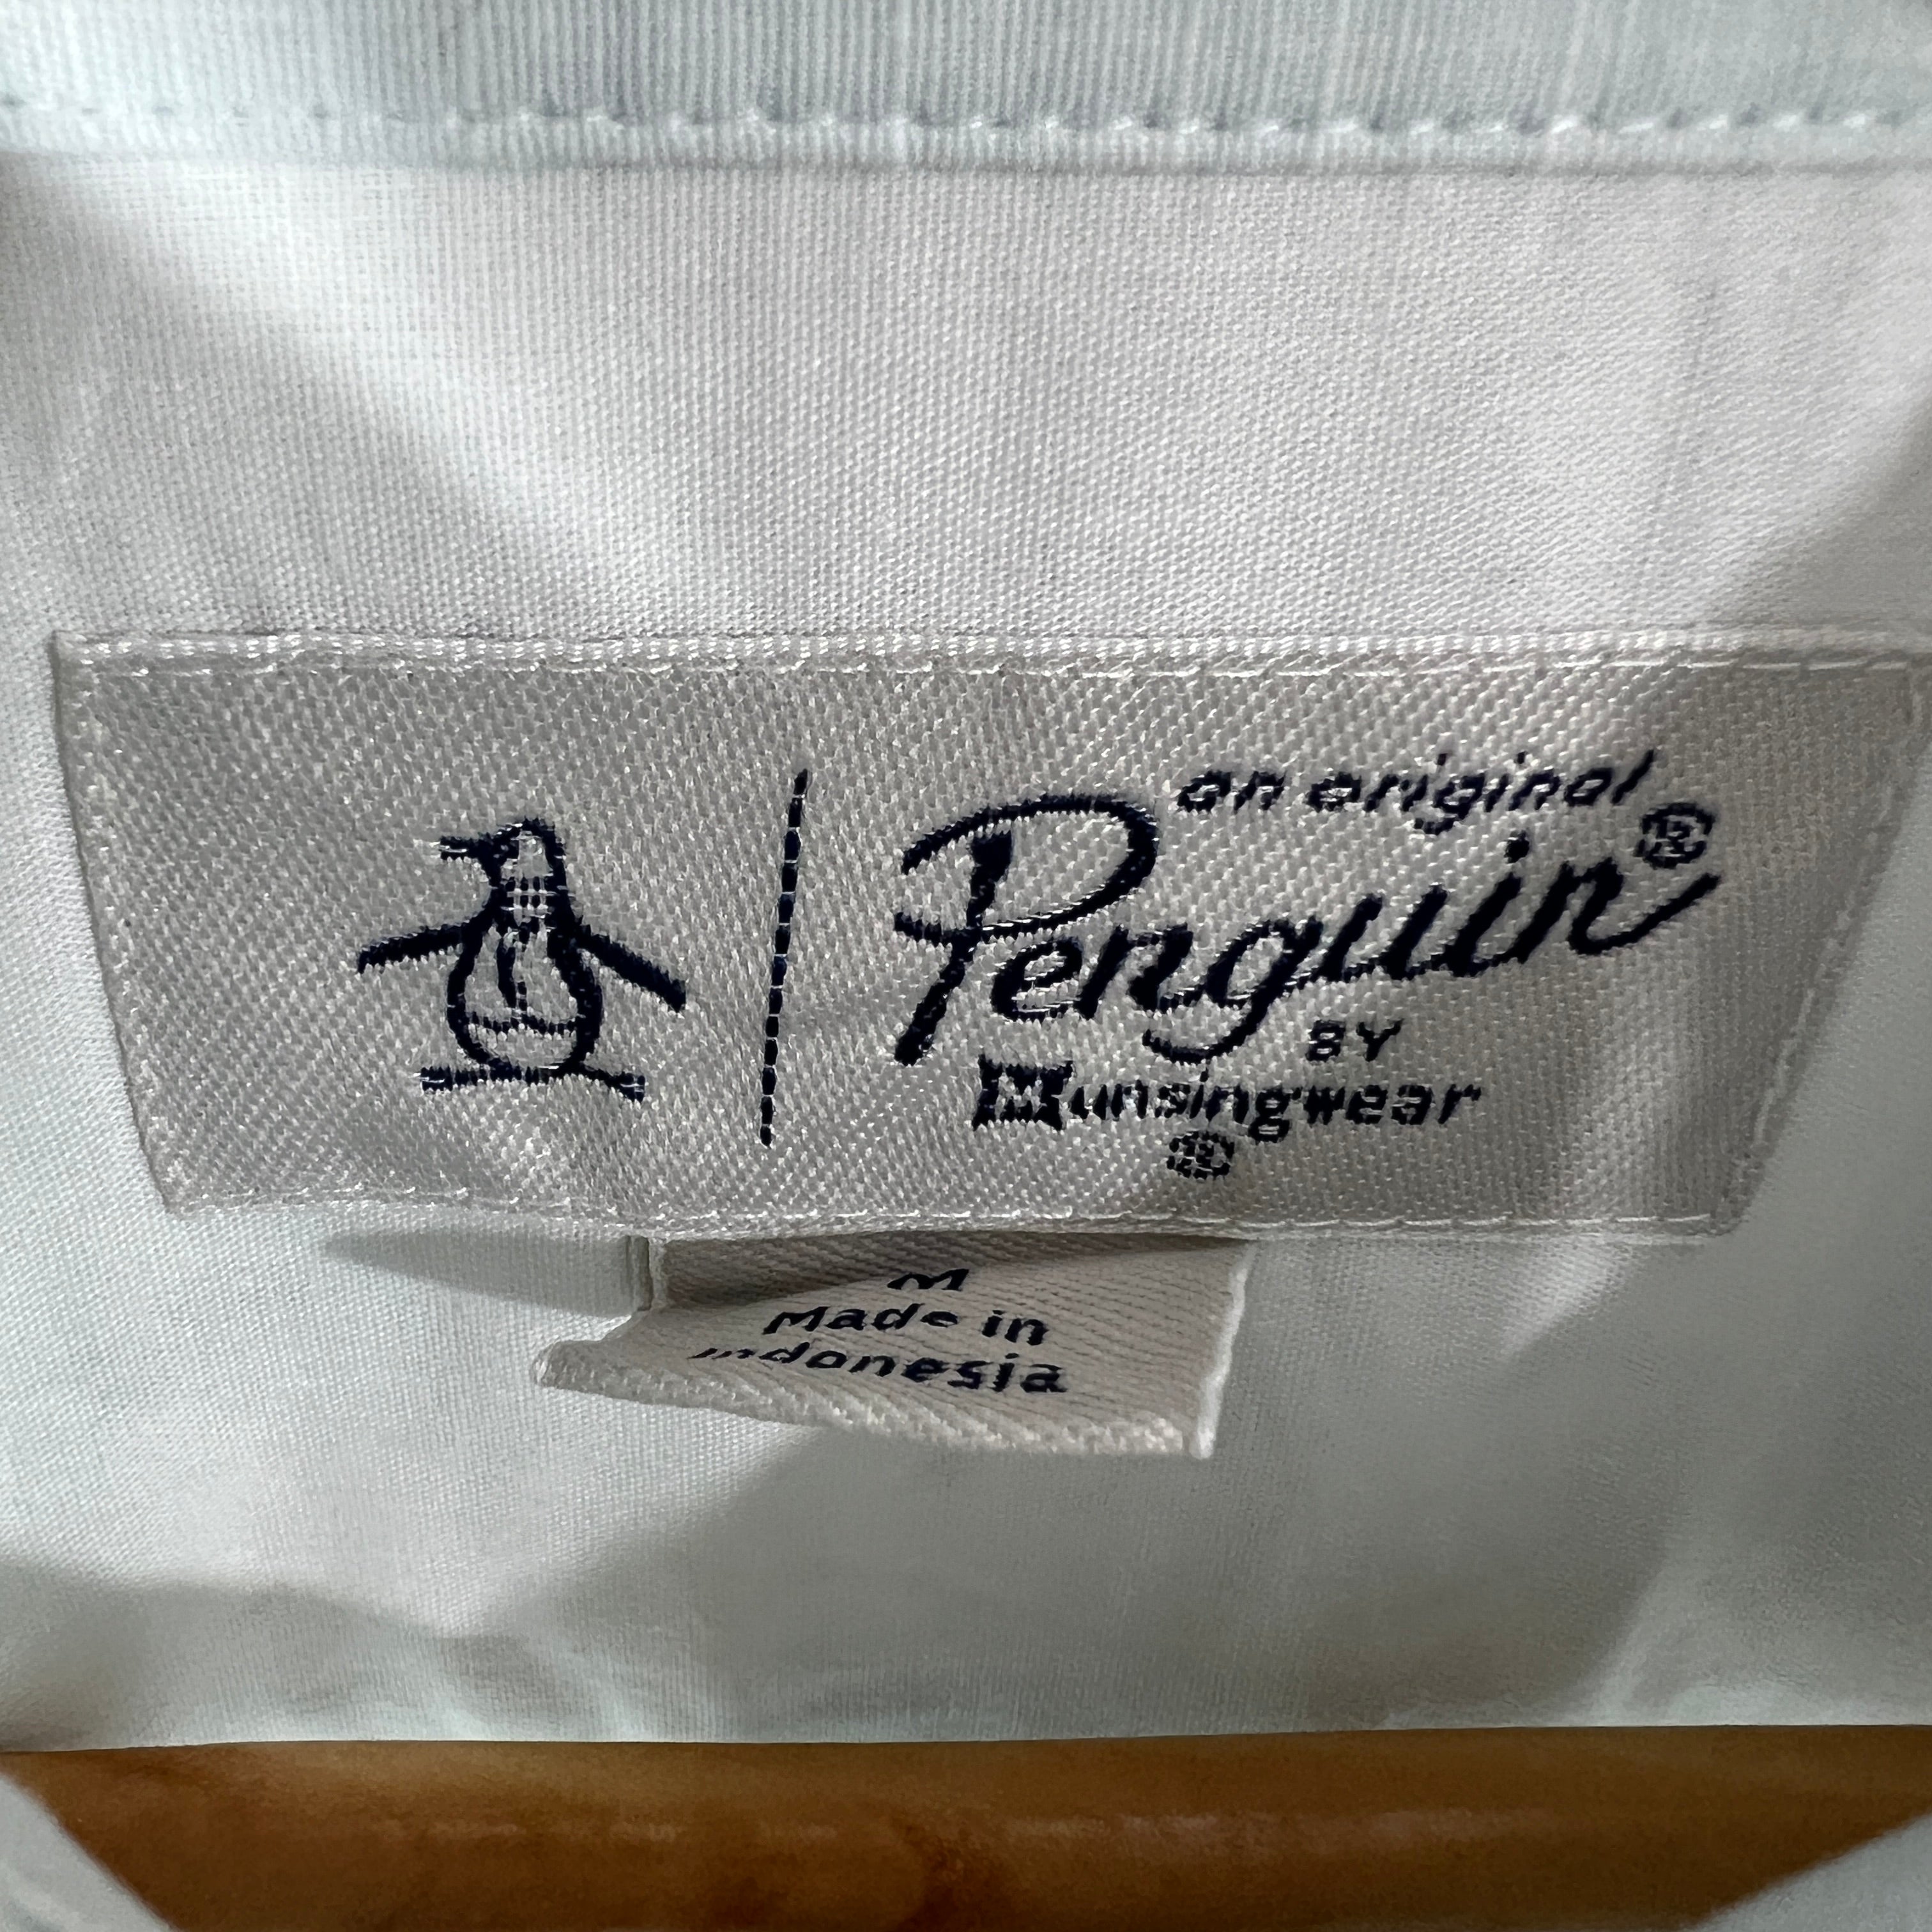 an original
Penguin®
BY
Munsingwear
®
M
Made in
Indonesia